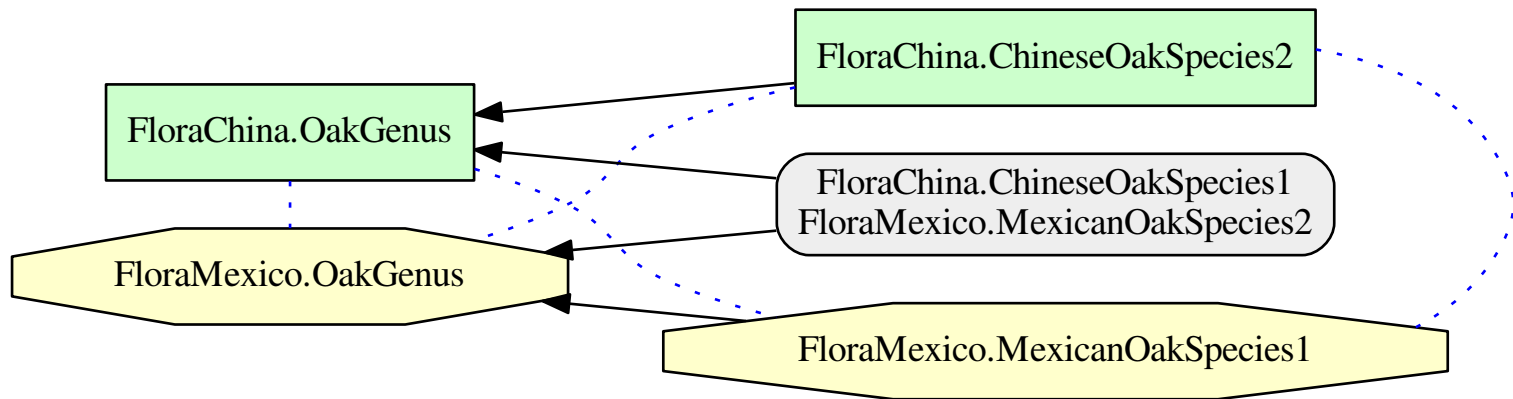 FloraChina.ChineseOakSpecies2
FloraChina.OakGenus
FloraChina.ChineseOakSpecies1
FloraMexico.MexicanOakSpecies2
FloraMexico.OakGenus
FloraMexico.MexicanOakSpecies1